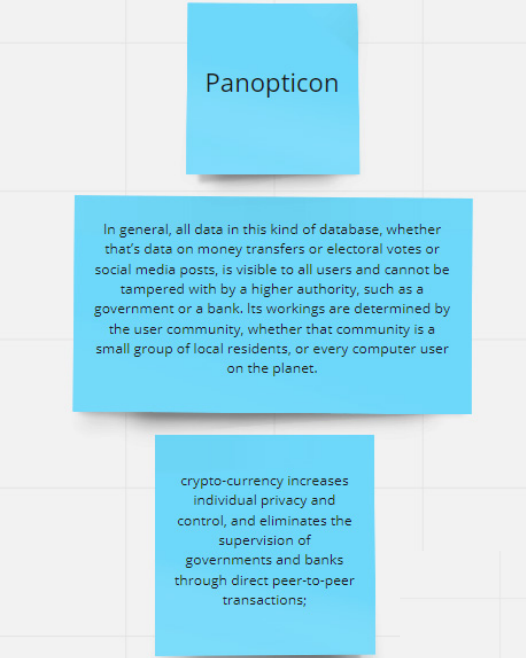 Panopticon
In general, all data in this kind of database, whether
that's data on money transfers or electoral votes or
social media posts, is visible to all users and cannot be
tampered with by a higher authority, such as a
government or a bank. Its workings are determined by
the user community, whether that community is a
small group of local residents, or every computer user
on the planet.
crypto-currency increases
individual privacy and
control, and eliminates the
supervision of
governments and banks
through direct peer-to-peer
transactions;